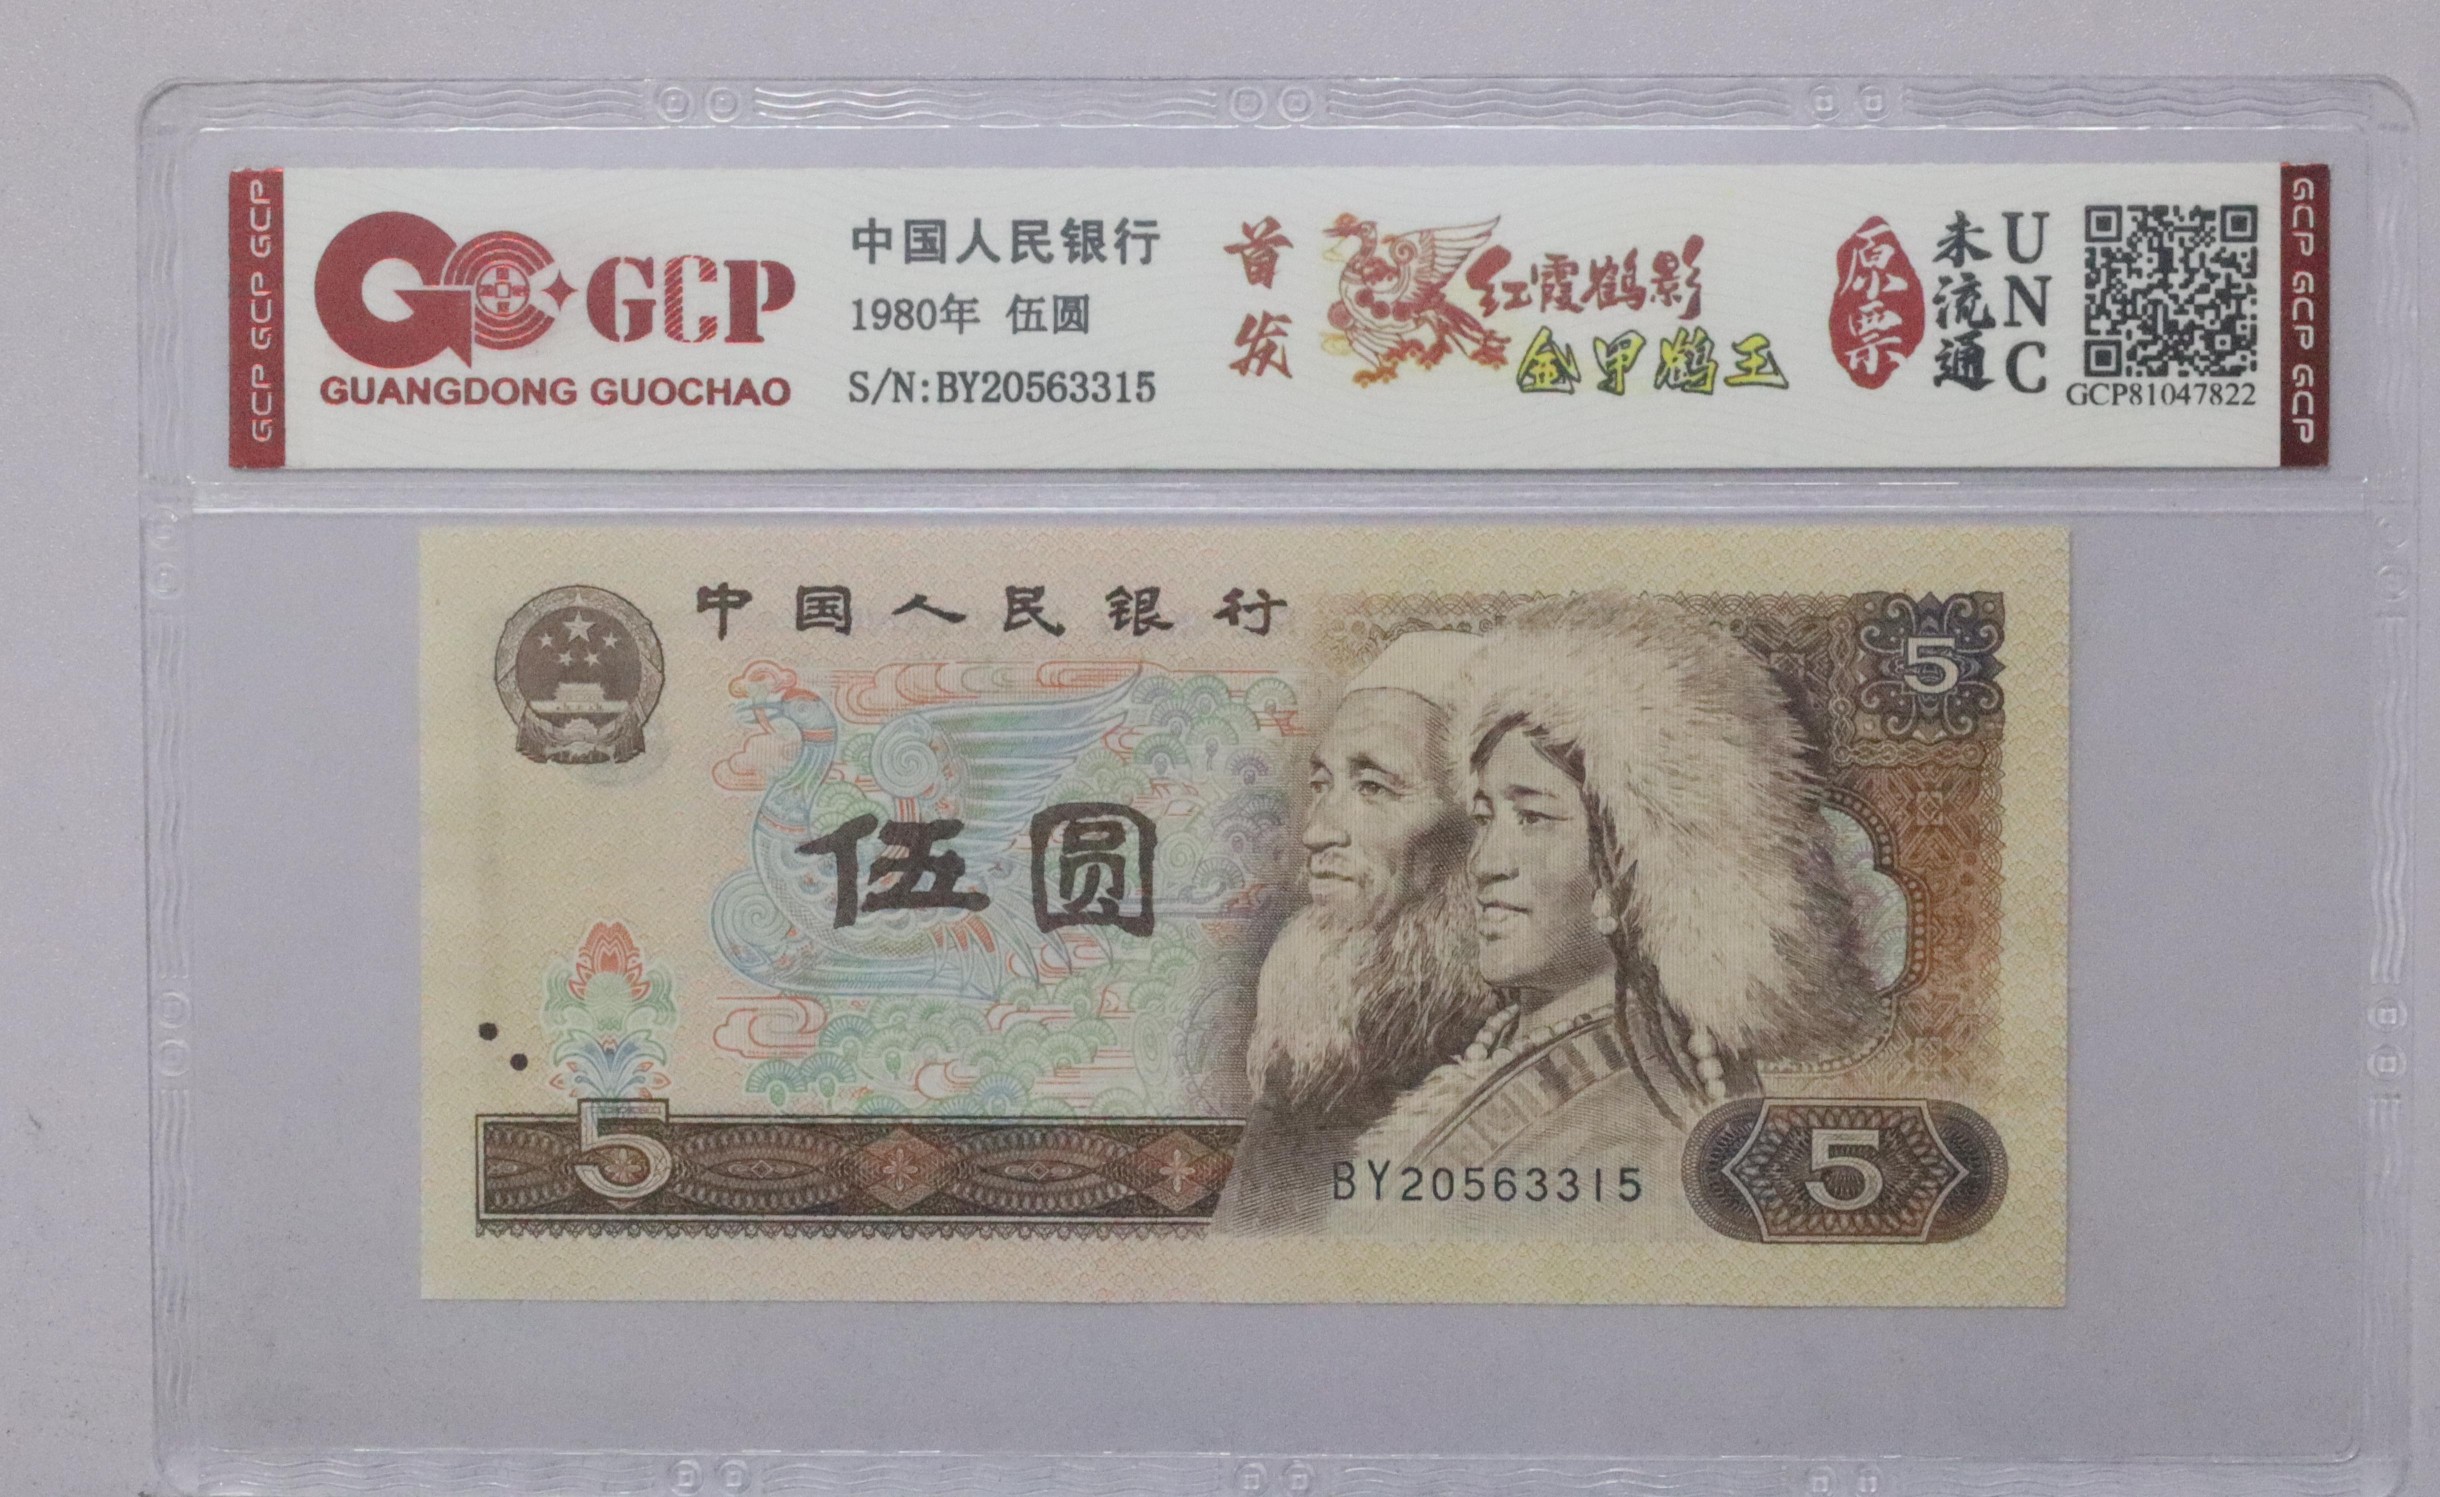 GCP GCP GCP
GCP
GUANGDONG GUOCHAO
中国人民银行
1980年 伍圆
S/N:BY20563315
首发
红霞鹤影
金甲鹤王
原票
未流通
UNC
GCP81047822
GCP GCP GCP
中国人民银行
5
伍圆
5
BY20563315
5